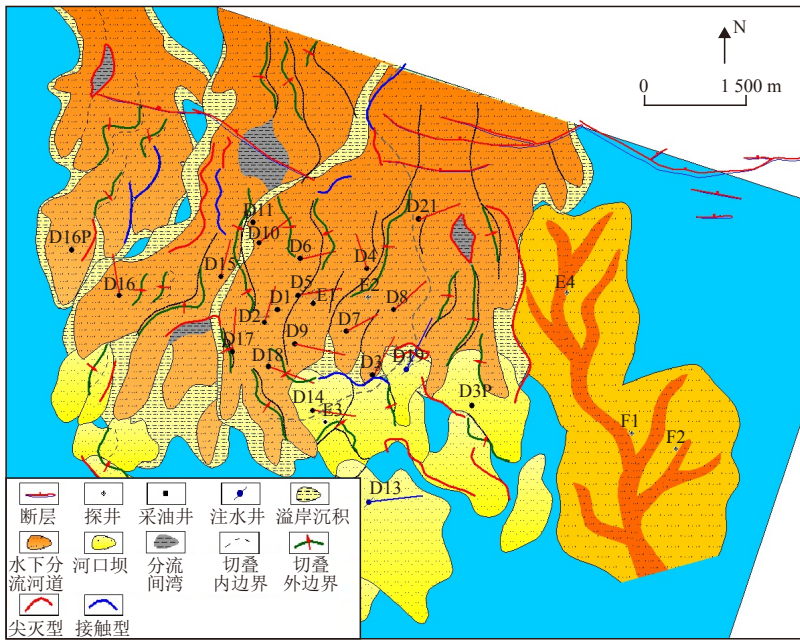 N
0 1 500 m
D21
D11
D10
D16P
D6
D4
D15
D16
D5
E1
E2
E4
D1
D8
D2
D7
D9
D17
D18
D3
D19
D14
E3
D3P
F1
F2
D13
断层
探井
采油井
注水井
溢岸沉积
水下分
流河道
河口坝
分流
间湾
切叠
内边界
切叠
外边界
尖灭型
接触型